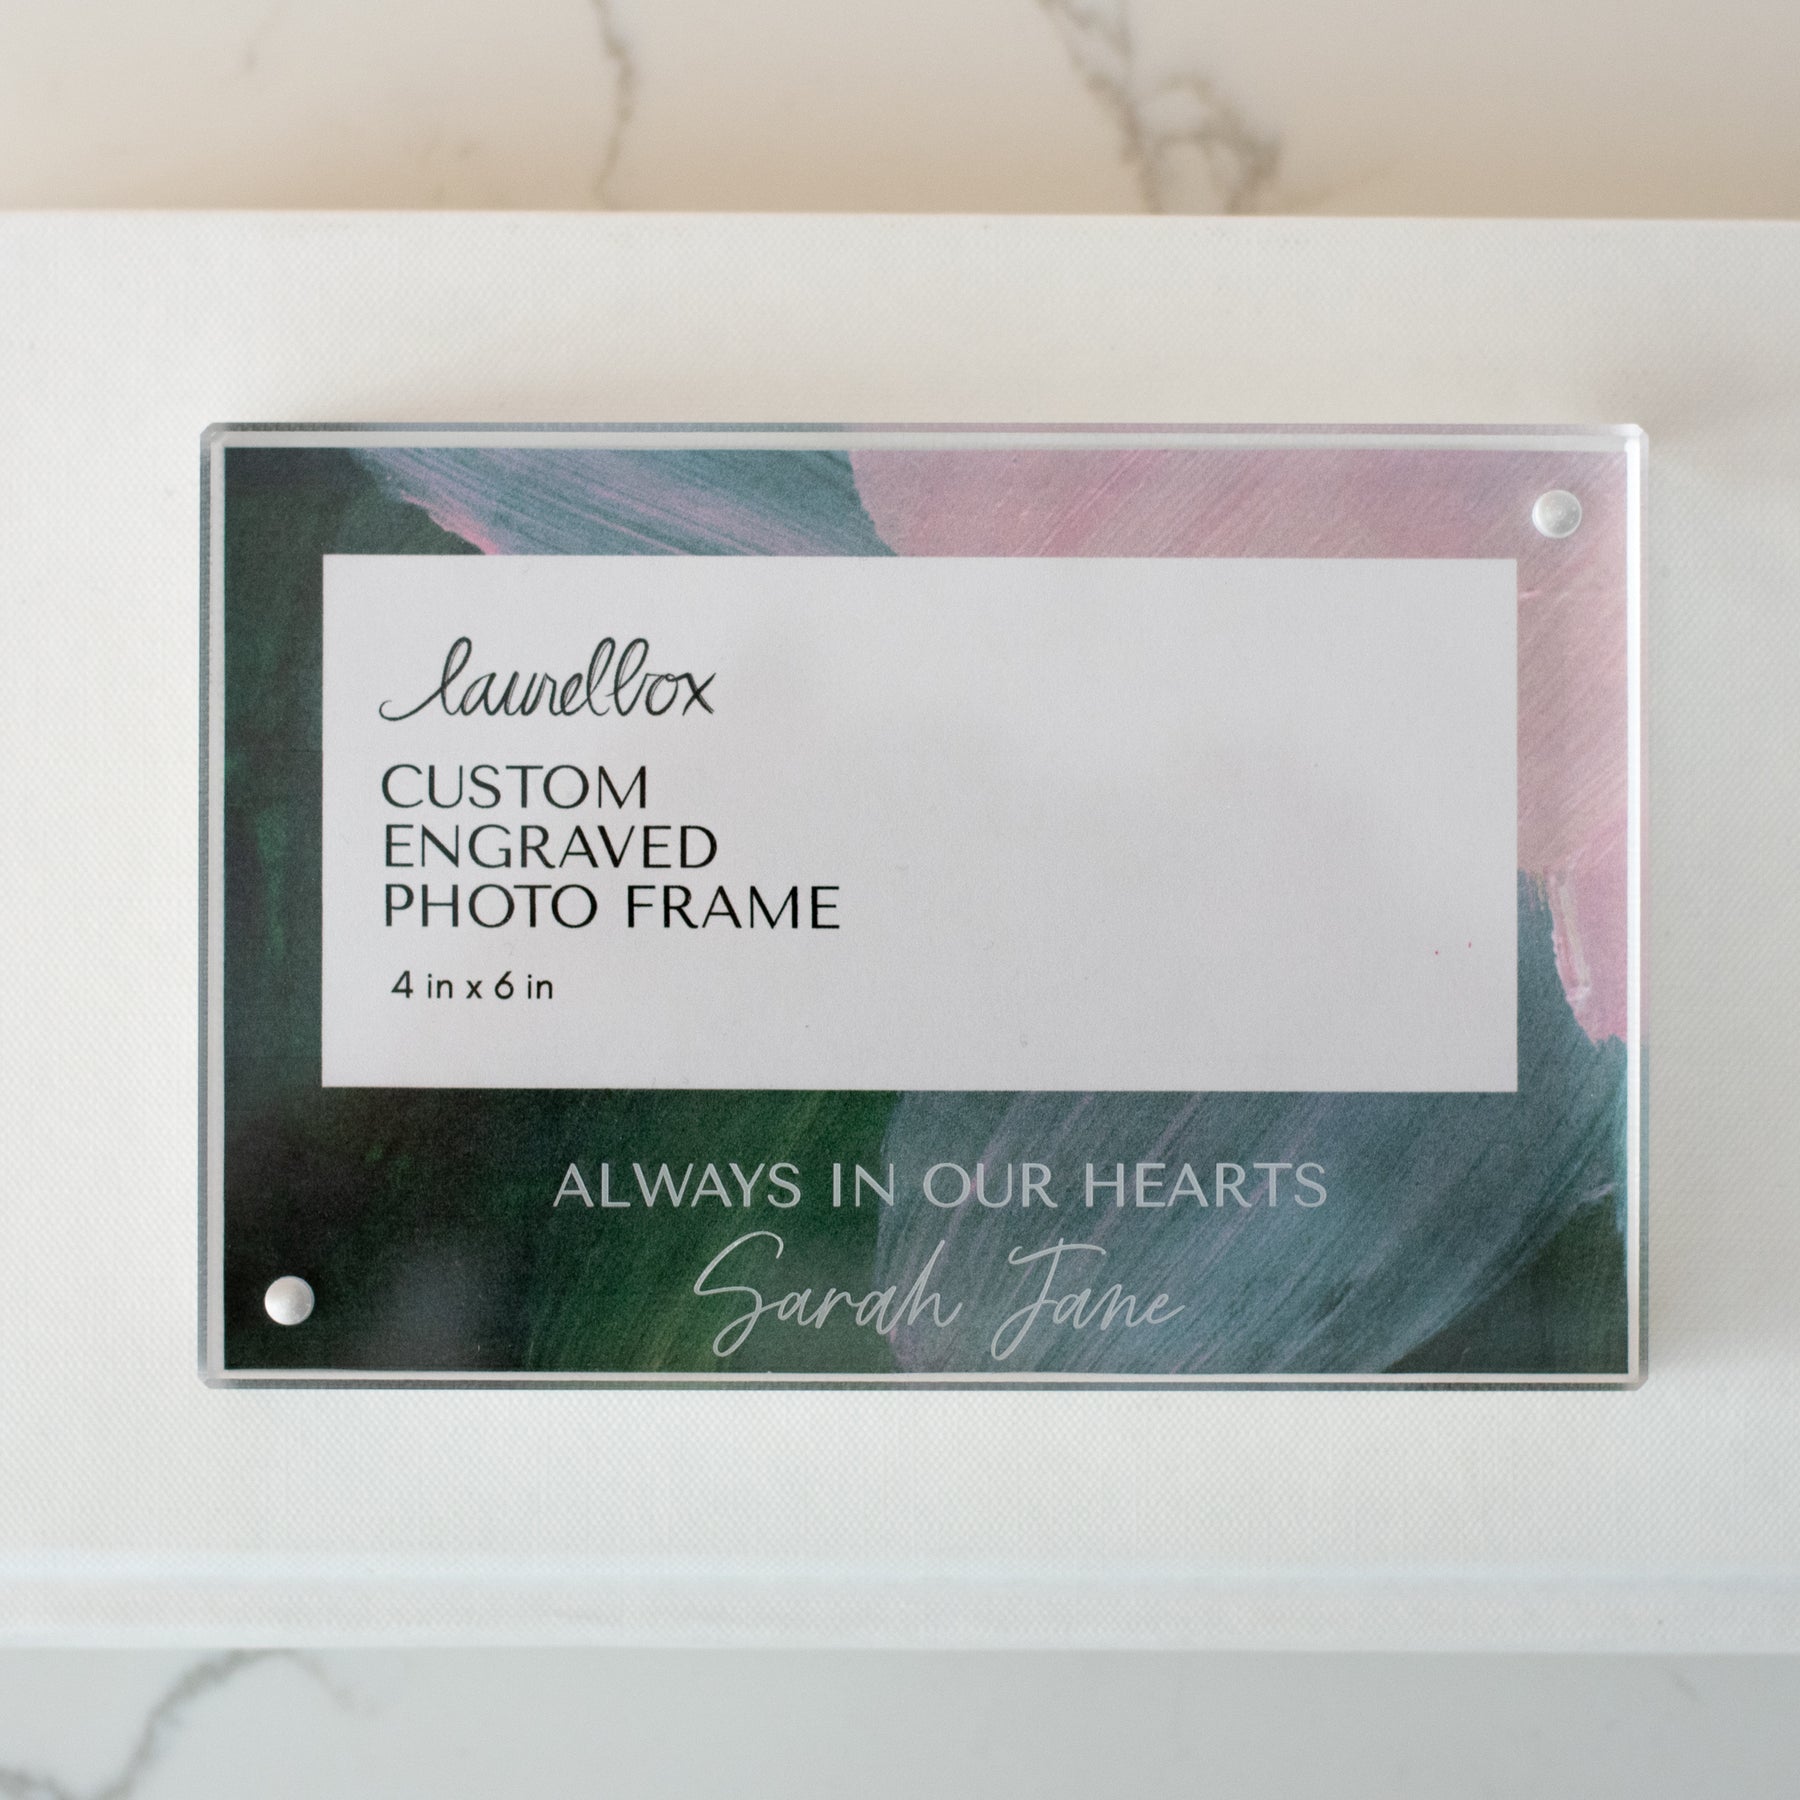 laurelbox
CUSTOM
ENGRAVED
PHOTO FRAME
4 in x 6 in
ALWAYS IN OUR HEARTS
Sarah Jane